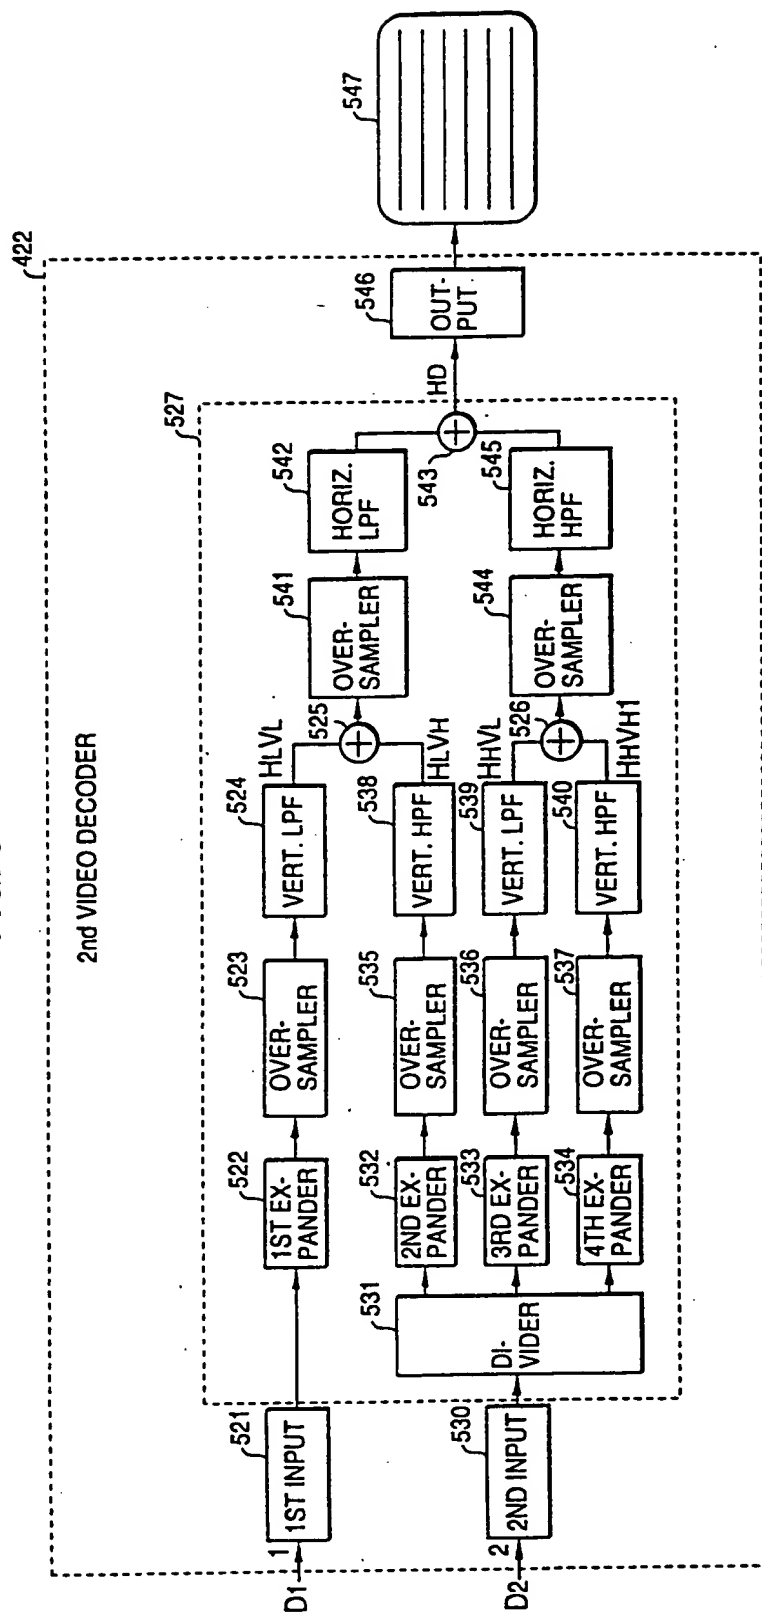 422
2nd VIDEO DECODER
527
D1
1
521
1ST INPUT
522
1ST EX-
PANDER
523
OVER-
SAMPLER
524
VERT. LPF
HLVL
525
541
OVER-
SAMPLER
542
HORIZ.
LPF
543
HD
546
OUT-
PUT
547
D2
2
530
2ND INPUT
531
DI-
VIDER
532
2ND EX-
PANDER
535
OVER-
SAMPLER
538
VERT. HPF
HLVH
533
3RD EX-
PANDER
536
OVER-
SAMPLER
539
VERT. LPF
HHVL
526
544
OVER-
SAMPLER
545
HORIZ.
HPF
534
4TH EX-
PANDER
537
OVER-
SAMPLER
540
VERT. HPF
HHVH1